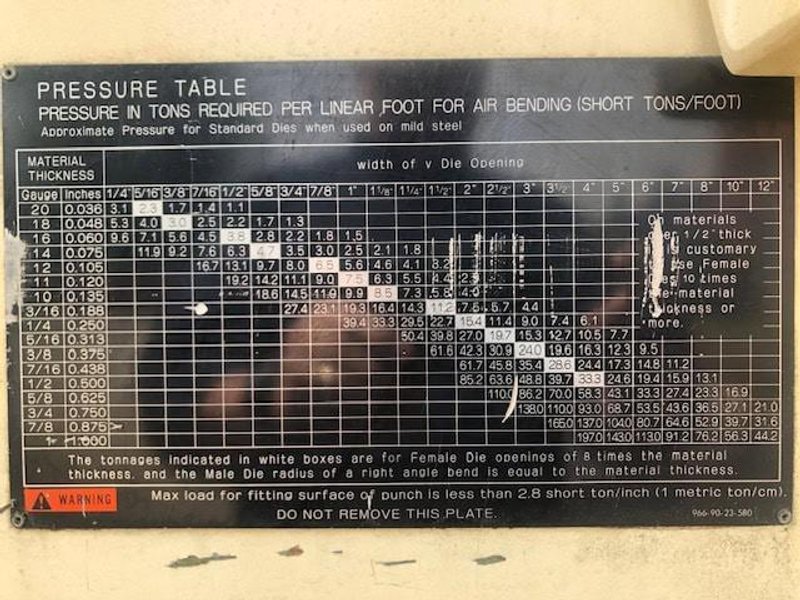 PRESSURE TABLE
PRESSURE IN TONS REQUIRED PER LINEAR FOOT FOR AIR BENDING (SHORT TONS/FOOT)
Approximate Pressure for Standard Dies when used on mild steel
MATERIAL THICKNESS width of v Die Opening
Gauge Inches 1/4" 5/16" 3/8" 7/16" 1/2" 5/8" 3/4" 7/8" 1" 1 1/8" 1 1/4" 1 1/2" 2" 2 1/2" 3" 3 1/2" 4" 5" 6" 7" 8" 10" 12"
20 0.036 3.1 2.3 1.7 1.4 1.1
18 0.048 5.3 4.0 3.0 2.5 2.2 1.7 1.3
16 0.060 9.6 7.1 5.6 4.5 3.8 2.8 2.2 1.8 1.5
14 0.075 11.9 9.2 7.6 6.3 4.7 3.5 3.0 2.5 2.1 1.8
12 0.105 16.7 13.1 9.7 8.0 6.5 5.6 4.6 4.1 3.2
11 0.120 19.2 14.2 11.1 9.0 7.5 6.3 5.5 4.4
10 0.135 18.6 14.5 11.9 9.9 8.5 7.3 5.8
3/16 0.188 27.4 23.1 19.3 16.4 14.3 11.2 7.5 5.7 4.4
1/4 0.250 39.4 33.3 29.5 22.7 15.4 11.4 9.0 7.4 6.1
5/16 0.313 50.4 39.8 27.0 19.7 15.3 12.7 10.5 7.7
3/8 0.375 61.6 42.3 30.9 24.0 19.6 16.3 12.3 9.5
7/16 0.438 61.7 45.8 35.4 28.6 24.4 17.3 14.8 11.2
1/2 0.500 85.2 63.6 48.8 39.7 33.3 24.6 19.4 15.9 13.1
5/8 0.625 110.0 86.2 70.0 58.1 43.1 33.3 27.4 23.3 16.9
3/4 0.750 138.0 110.0 93.0 68.7 53.5 43.6 36.5 27.1 21.0
7/8 0.875 165.0 137.0 104.0 80.7 64.6 52.9 39.7 31.6
1 1.000 197.0 143.0 113.0 91.2 76.2 56.3 44.2
On materials
over 1/2" thick
is customary
Female
10 times
material
thickness or
more.
The tonnages indicated in white boxes are for Female Die openings of 8 times the material
thickness. and the Male Die radius of a right angle bend is equal to the material thickness.
WARNING Max load for fitting surface of punch is less than 2.8 short ton/inch (1 metric ton/cm).
DO NOT REMOVE THIS PLATE.
966-90-23-580